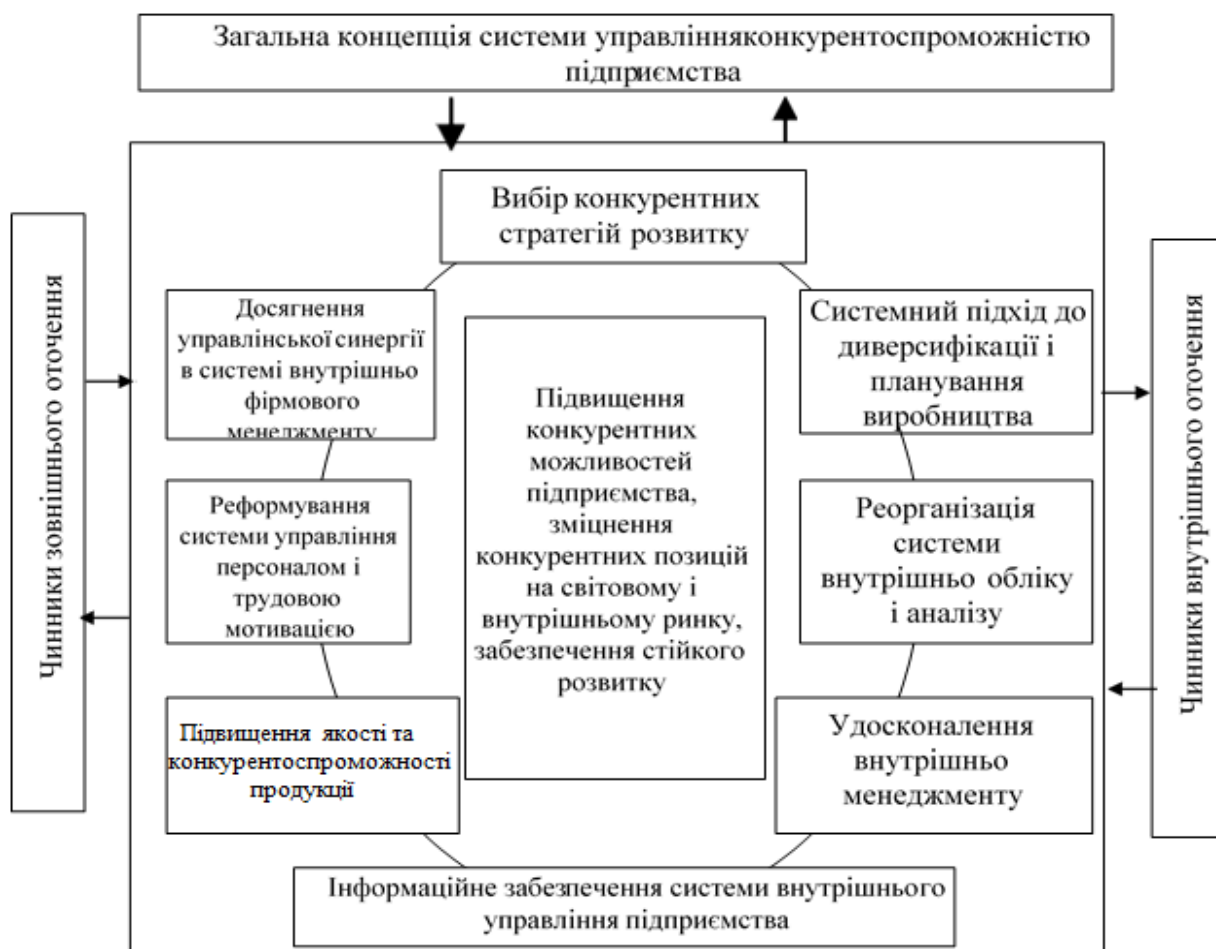 Загальна концепція системи управлінняконкурентоспроможністю
підприємства
Вибір конкурентних
стратегій розвитку
Чинники зовнішнього оточення
Досягнення
управлінської синергії
в системі внутрішньо
фірмового
менеджменту
Реформування
системи управління
персоналом і
трудовою
мотивацією
Підвищення якості та
конкурентоспроможності
продукції
Підвищення
конкурентних
можливостей
підприємства,
зміцнення
конкурентних позицій
на світовому і
внутрішньому ринку,
забезпечення стійкого
розвитку
Системний підхід до
диверсифікації і
планування
виробництва
Реорганізація
системи
внутрішньо обліку
і аналізу
Удосконалення
внутрішньо
менеджменту
Чинники внутрішнього оточення
Інформаційне забезпечення системи внутрішнього
управління підприємства